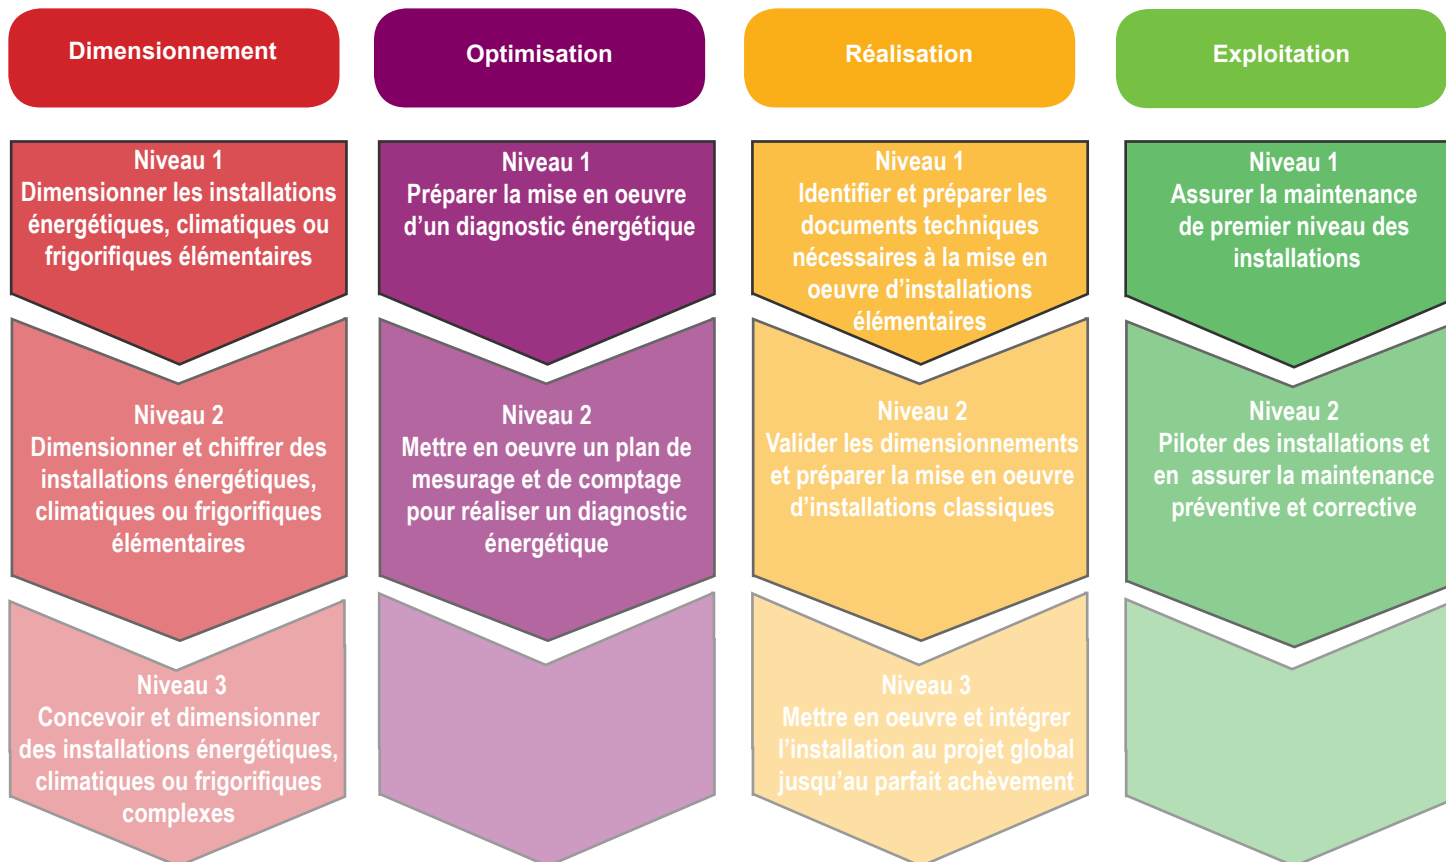 Dimensionnement
Optimisation
Réalisation
Exploitation
Niveau 1
Dimensionner les installations
énergétiques, climatiques ou
frigorifiques élémentaires
Niveau 1
Préparer la mise en oeuvre
d’un diagnostic énergétique
Niveau 1
Identifier et préparer les
documents techniques
nécessaires à la mise en
oeuvre d’installations
élémentaires
Niveau 1
Assurer la maintenance
de premier niveau des
installations
Niveau 2
Dimensionner et chiffrer des
installations énergétiques,
climatiques ou frigorifiques
élémentaires
Niveau 2
Mettre en oeuvre un plan de
mesurage et de comptage
pour réaliser un diagnostic
énergétique
Niveau 2
Valider les dimensionnements
et préparer la mise en oeuvre
d’installations classiques
Niveau 2
Piloter des installations et
en assurer la maintenance
préventive et corrective
Niveau 3
Concevoir et dimensionner
des installations énergétiques,
climatiques ou frigorifiques
complexes
Niveau 3
Mettre en oeuvre et intégrer
l’installation au projet global
jusqu’au parfait achèvement